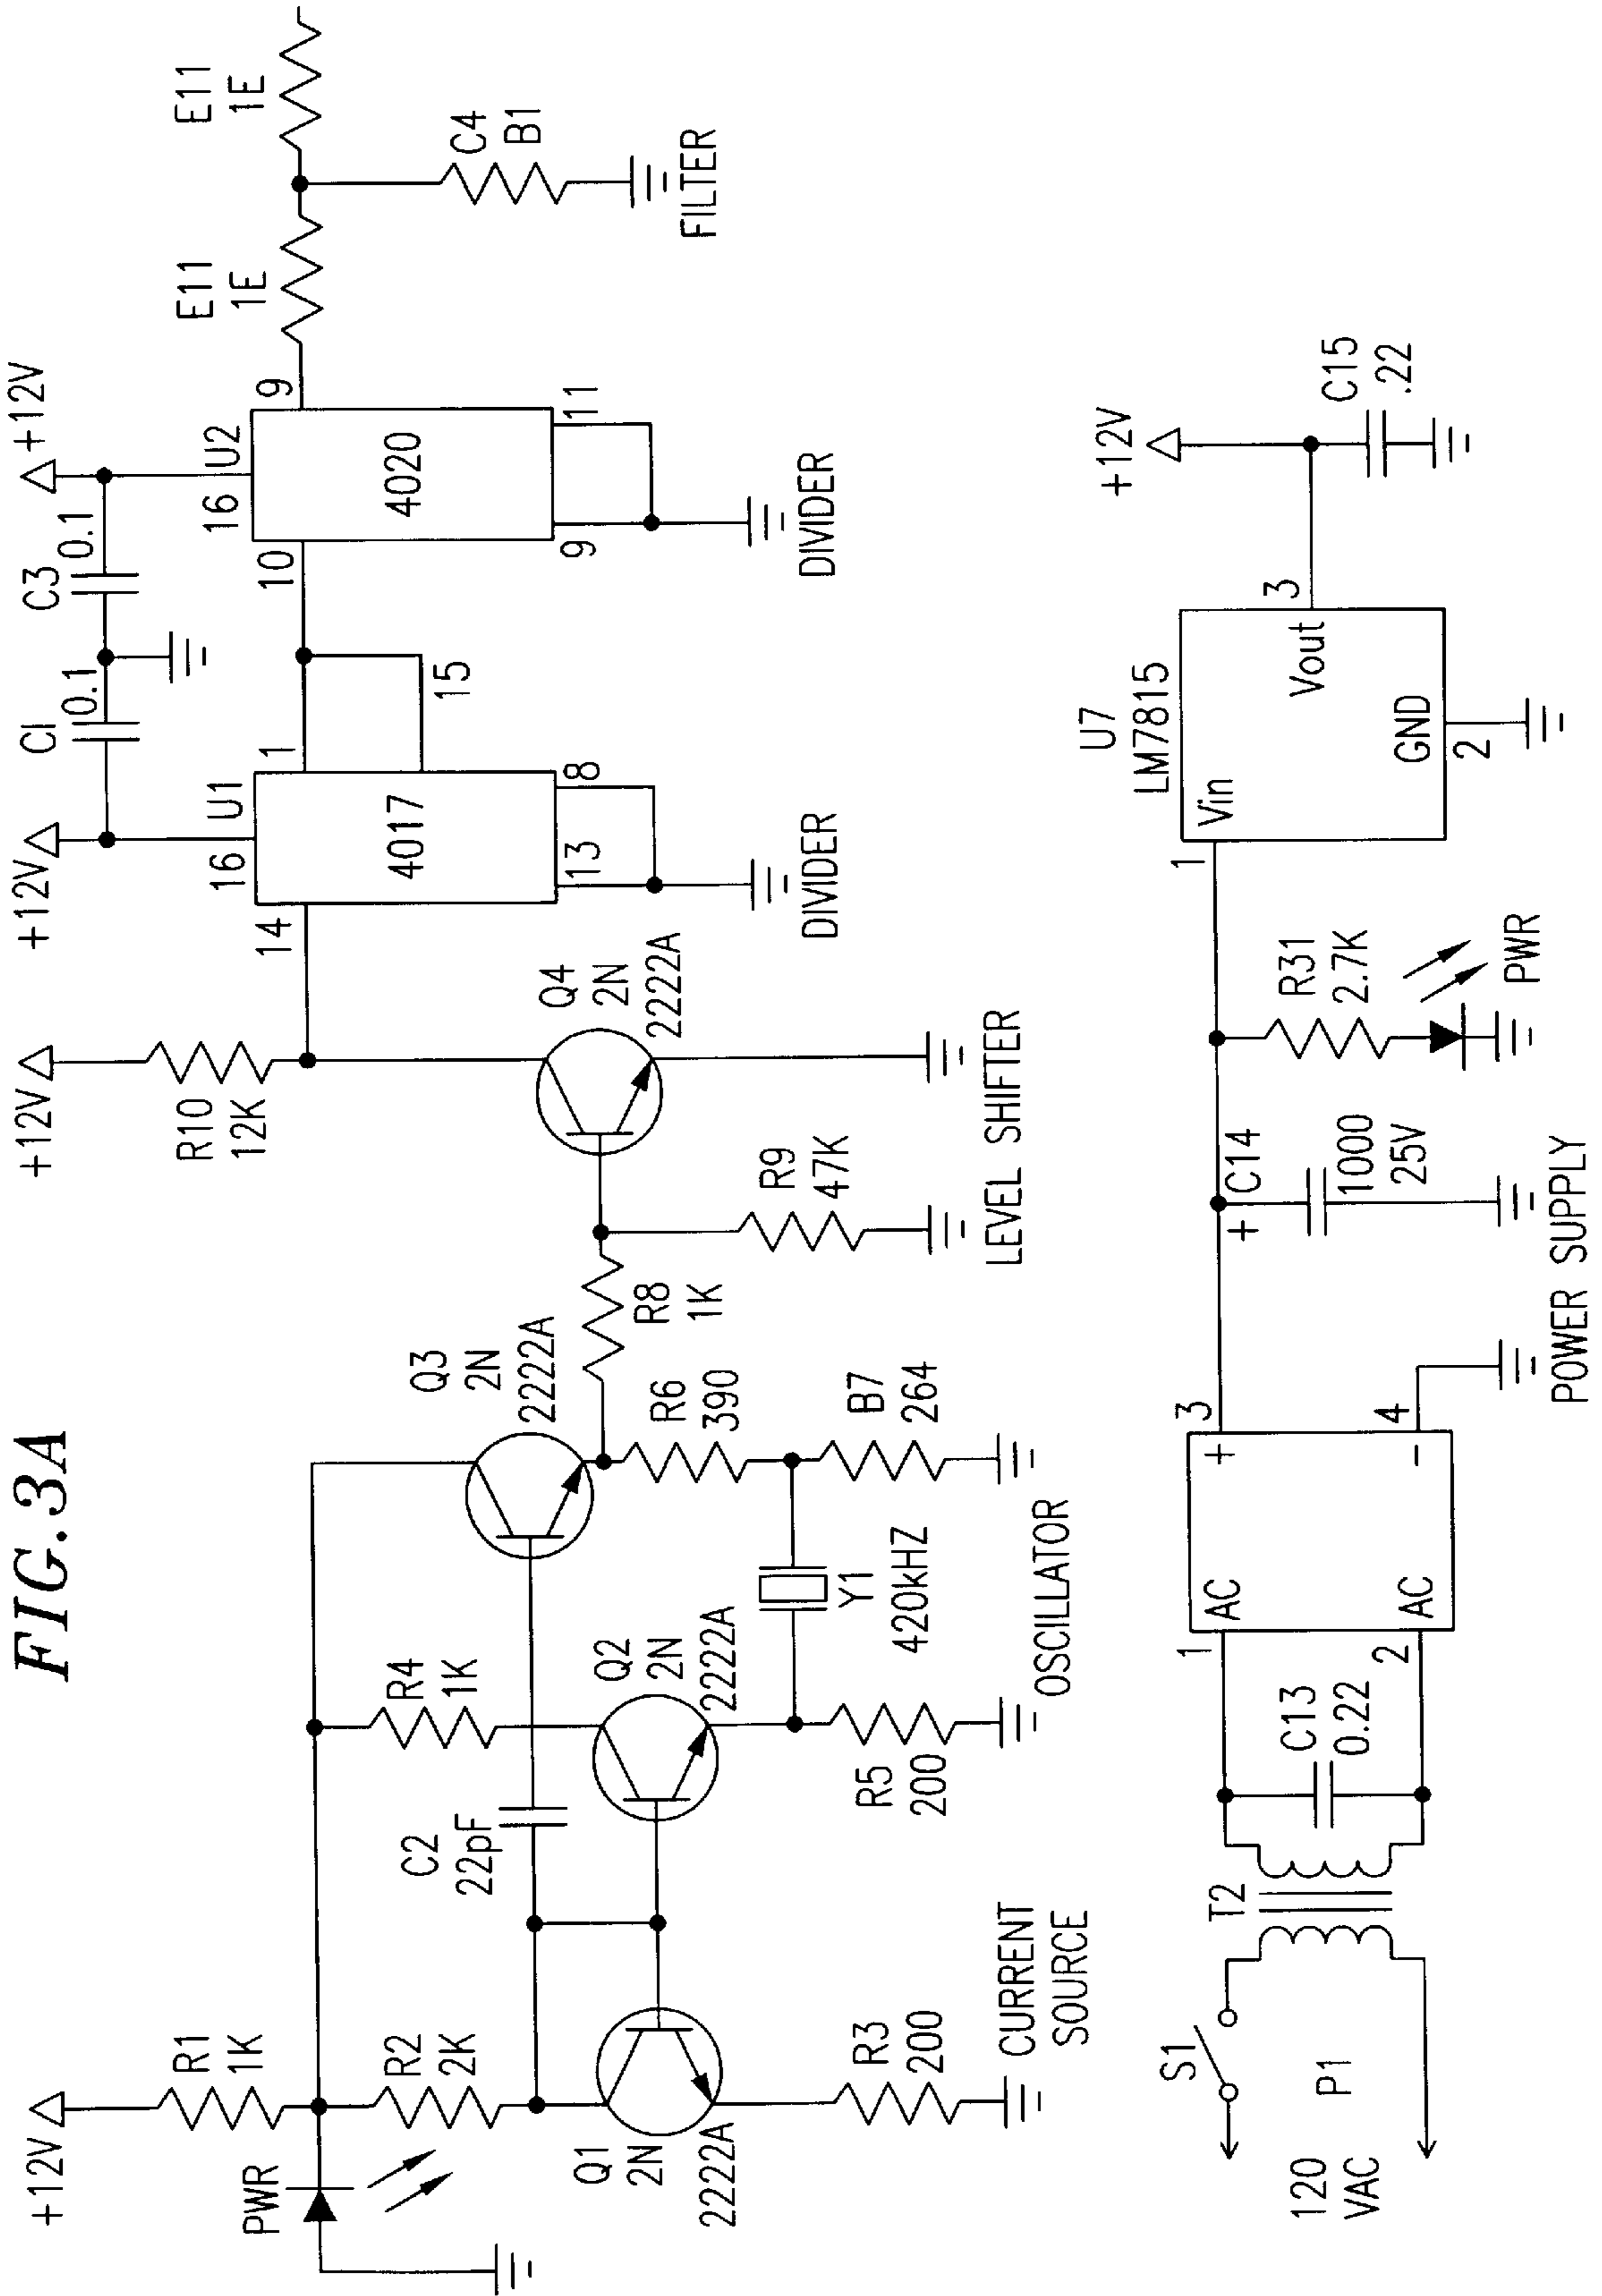 FIG.3A
+12V
R1
1K
PWR
R2
2K
Q1
2N
2222A
R3
200
CURRENT
SOURCE
C2
22pF
R4
1K
Q2
2N
2222A
R5
200
Y1
420kHZ
OSCILLATOR
Q3
2N
2222A
R6
390
B7
264
R8
1K
R9
47K
LEVEL SHIFTER
+12V
R10
12K
Q4
2N
2222A
+12V
C1
0.1
C3
0.1
+12V
14
16
U1
1
4017
15
13
8
DIVIDER
10
16
U2
9
4020
9
11
DIVIDER
E11
1E
E11
1E
C4
B1
FILTER
120
VAC
S1
P1
T2
C13
0.22
1
AC
2
AC
+
3
-
4
POWER SUPPLY
+
C14
1000
25V
R31
2.7K
PWR
1
U7
LM7815
Vin
Vout
3
GND
2
+12V
C15
.22